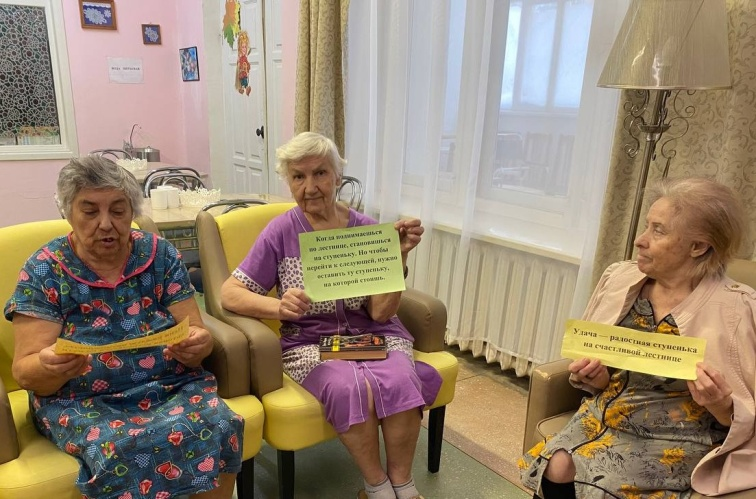 Когда поднимаешься
по лестнице, становишься
на ступеньку. Но чтобы
перейти к следующей, нужно
оставить ту ступеньку,
на которой стоишь.
Удача — радостная ступенька
на счастливой лестнице